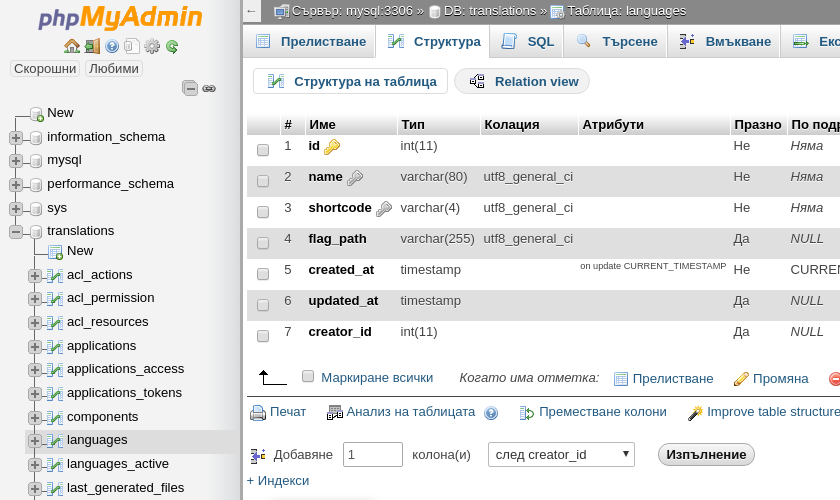 phpMyAdmin
Скорошни Любими
New
information_schema
mysql
performance_schema
sys
translations
New
acl_actions
acl_permission
acl_resources
applications
applications_access
applications_tokens
components
languages
languages_active
last_generated_files
← Сървър: mysql:3306 » DB: translations » Таблица: languages
Прелистване Структура SQL Търсене Вмъкване Екс
Структура на таблица Relation view
# Име Тип Колация Атрибути Празно По подр
1 id int(11) Не Няма
2 name varchar(80) utf8_general_ci Не Няма
3 shortcode varchar(4) utf8_general_ci Не Няма
4 flag_path varchar(255) utf8_general_ci Да NULL
5 created_at timestamp on update CURRENT_TIMESTAMP Не CURREN
6 updated_at timestamp Да NULL
7 creator_id int(11) Да NULL
Маркиране всички Когато има отметка: Прелистване Промяна
Печат Анализ на таблицата Преместване колони Improve table structure
Добавяне 1 колона(и) след creator_id Изпълнение
+ Индекси